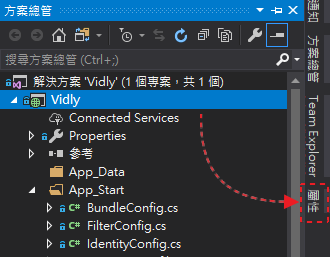 方案總管
搜尋方案總管 (Ctrl+;)
解決方案 'Vidly' (1 個專案，共 1 個)
Vidly
Connected Services
Properties
參考
App_Data
App_Start
C# BundleConfig.cs
C# FilterConfig.cs
C# IdentityConfig.cs
通知
方案總管
Team Explorer
屬性